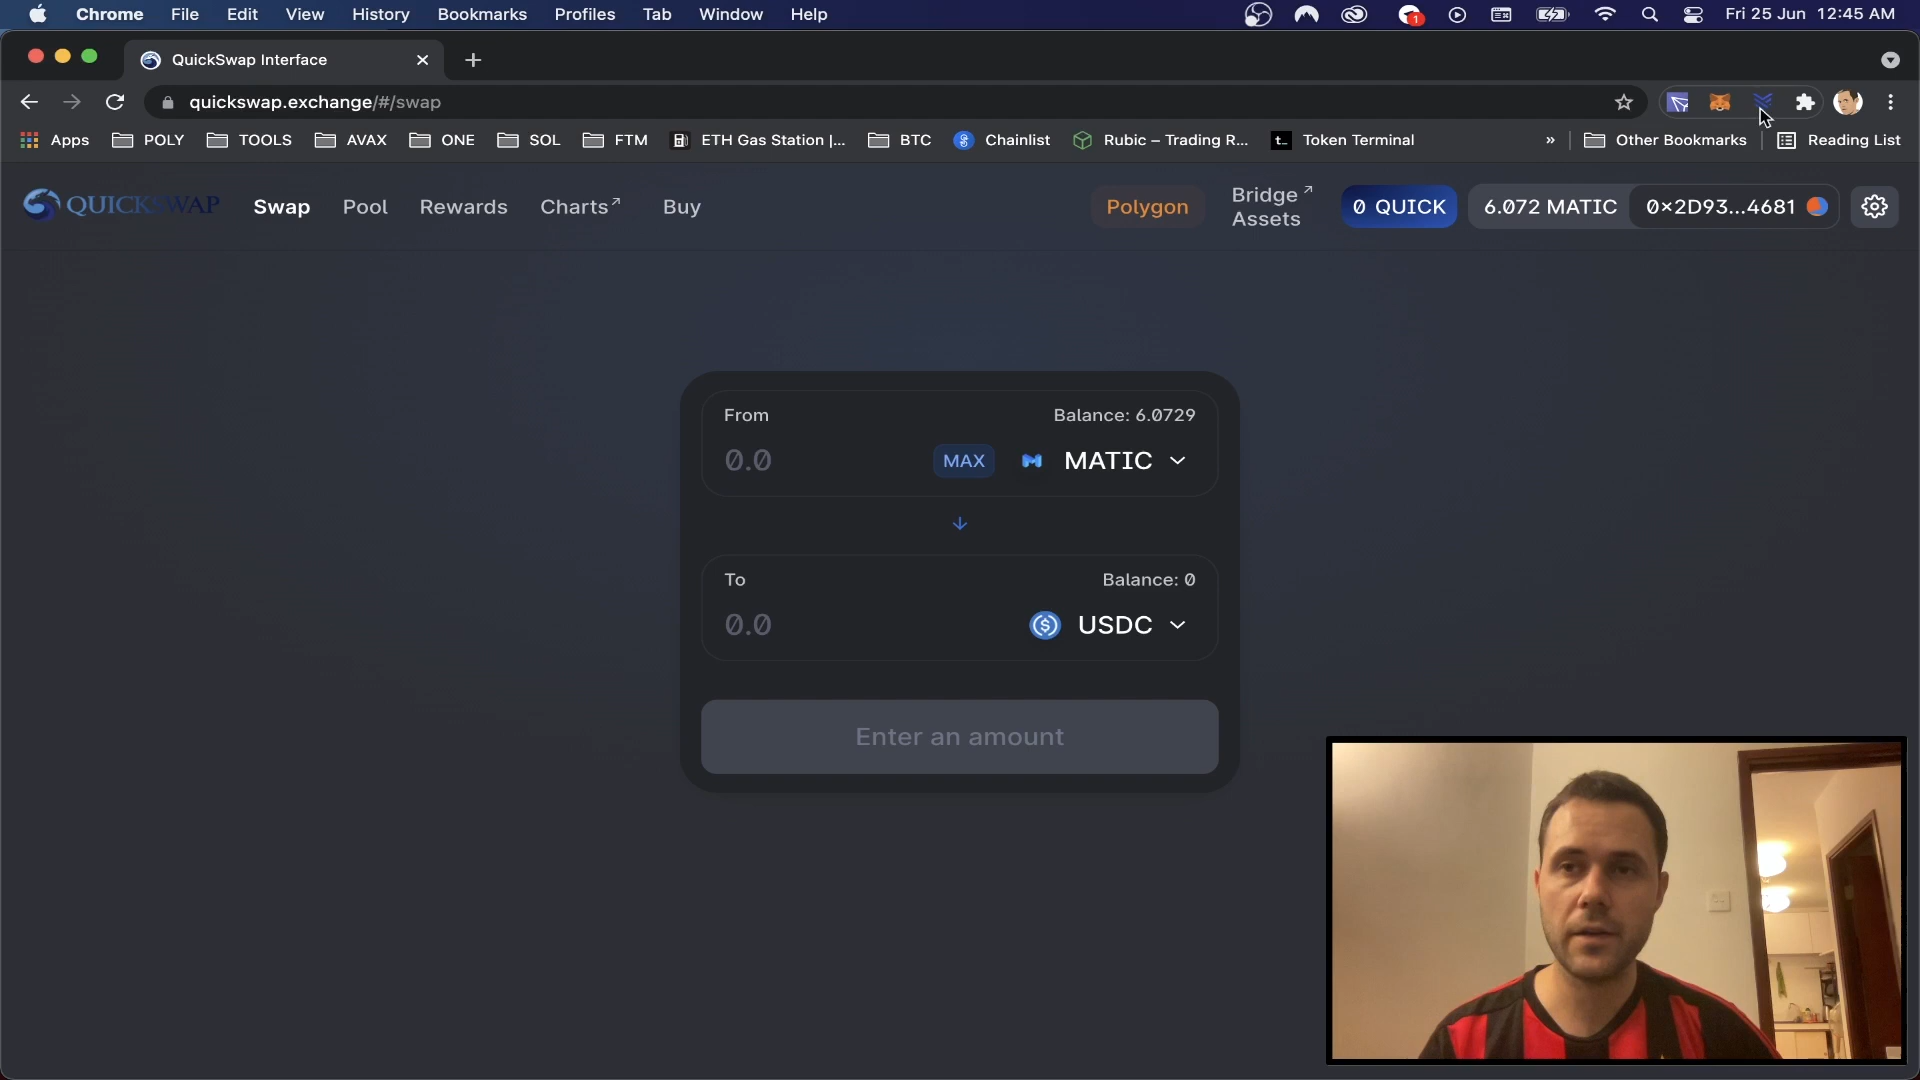 Chrome File Edit View History Bookmarks Profiles Tab Window Help 1 Fri 25 Jun 12:45 AM
QuickSwap Interface
quickswap.exchange/#/swap
Apps POLY TOOLS AVAX ONE SOL FTM ETH Gas Station |... BTC Chainlist Rubic – Trading R... t_ Token Terminal » Other Bookmarks Reading List
QUICKSWAP Swap Pool Rewards Charts↗ Buy Polygon Bridge↗ Assets 0 QUICK 6.072 MATIC 0x2D93...4681
From Balance: 6.0729
0.0 MAX MATIC
To Balance: 0
0.0 USDC
Enter an amount